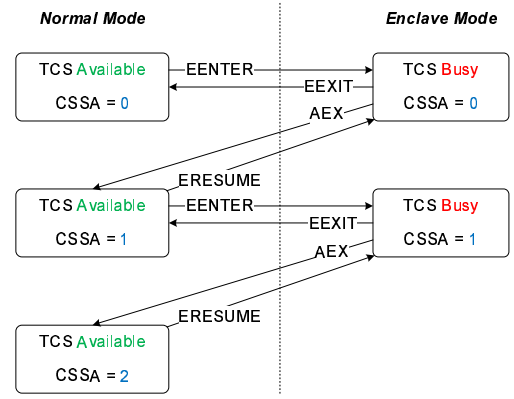 Normal Mode
Enclave Mode
TCS Available
CSSA = 0
EENTER
EEXIT
TCS Busy
CSSA = 0
AEX
ERESUME
TCS Available
CSSA = 1
EENTER
EEXIT
TCS Busy
CSSA = 1
AEX
ERESUME
TCS Available
CSSA = 2